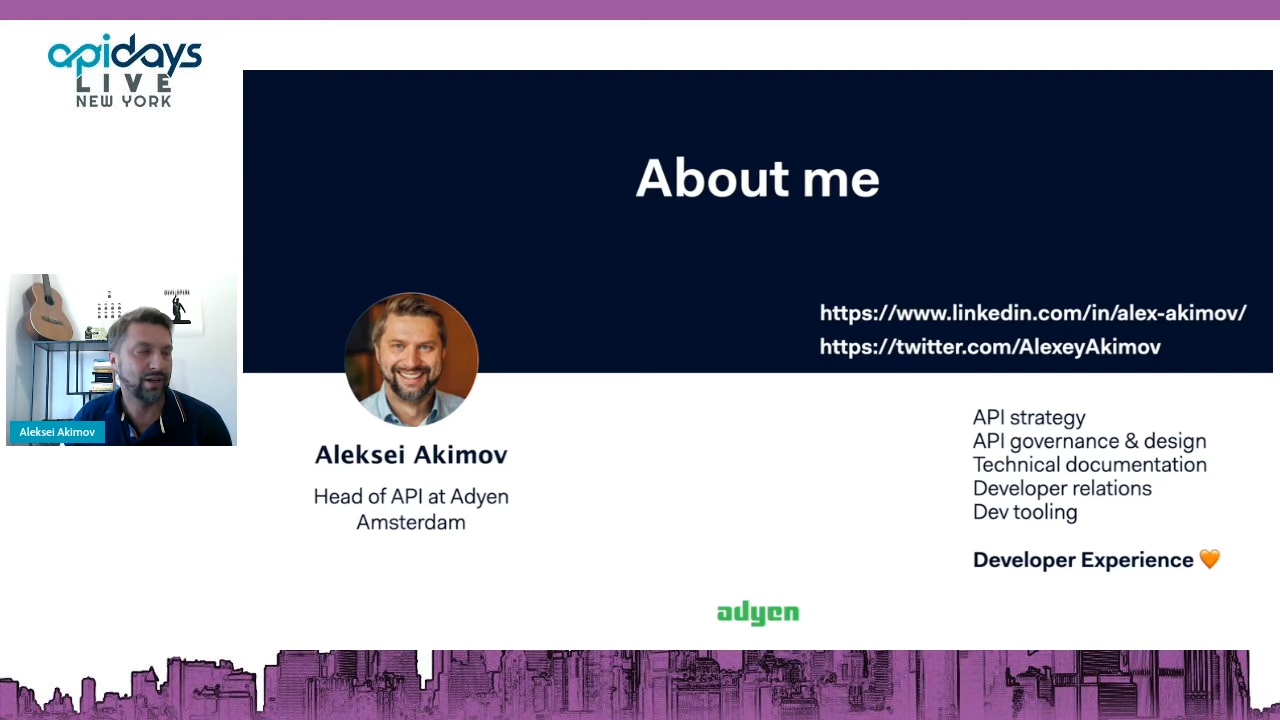 apidays
LIVE
NEW YORK
About me
https://www.linkedin.com/in/alex-akimov/
https://twitter.com/AlexeyAkimov
DEVELOPERS
Aleksei Akimov
Aleksei Akimov
Head of API at Adyen
Amsterdam
API strategy
API governance & design
Technical documentation
Developer relations
Dev tooling
Developer Experience 🧡
adyen